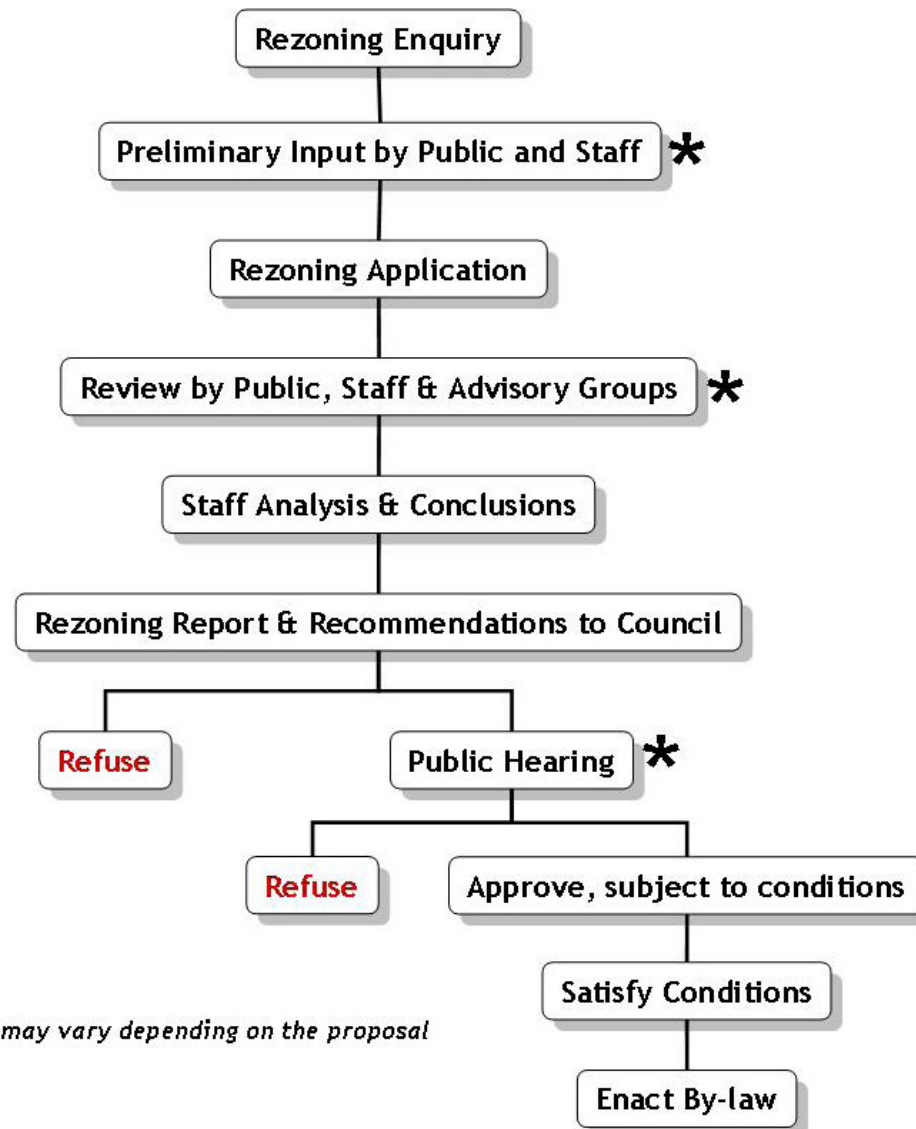 Rezoning Enquiry
Preliminary Input by Public and Staff *
Rezoning Application
Review by Public, Staff & Advisory Groups *
Staff Analysis & Conclusions
Rezoning Report & Recommendations to Council
Refuse
Public Hearing *
Refuse
Approve, subject to conditions
Satisfy Conditions
may vary depending on the proposal
Enact By-law